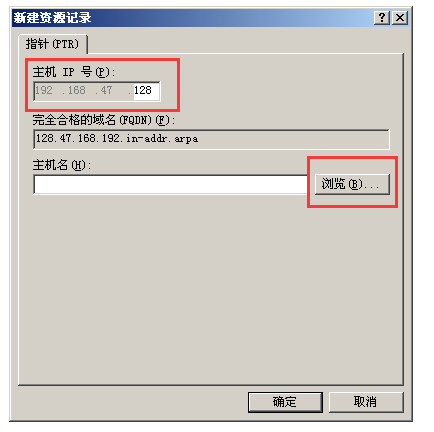 新建资源记录
指针(PTR)
主机 IP 号(P):
192 .168 .47 .128
完全合格的域名(FQDN)(F):
128.47.168.192.in-addr.arpa
主机名(H):
浏览(B)...
确定 取消